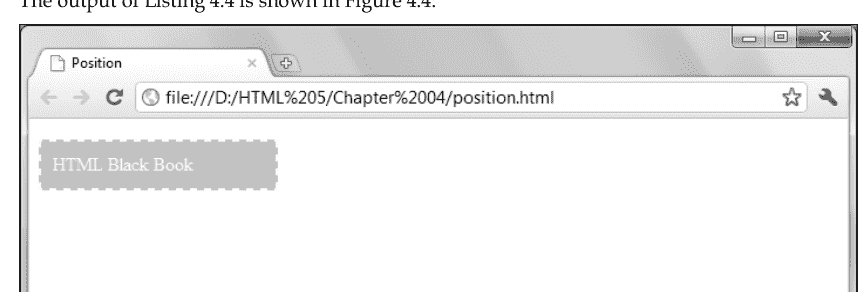 The output of Listing 4.4 is shown in Figure 4.4:
Position
file:///D:/HTML%205/Chapter%2004/position.html
HTML Black Book